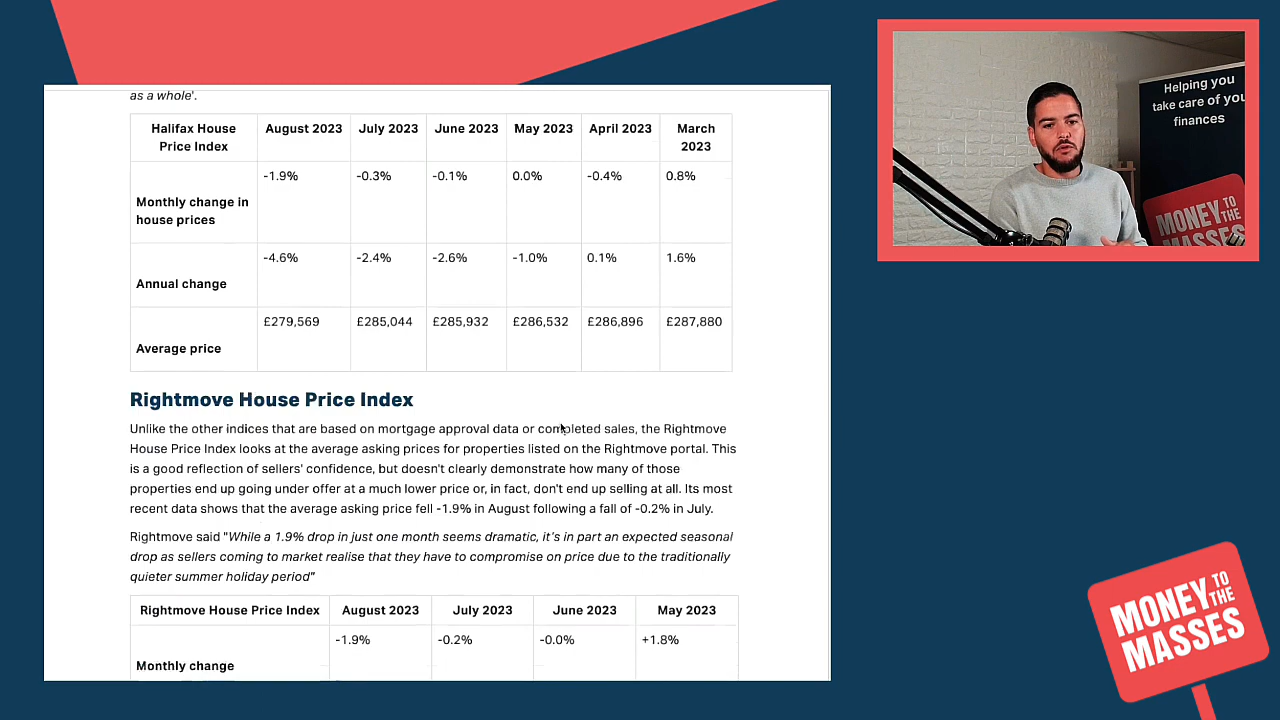 as a whole'.
Halifax House Price Index August 2023 July 2023 June 2023 May 2023 April 2023 March 2023
Monthly change in house prices -1.9% -0.3% -0.1% 0.0% -0.4% 0.8%
Annual change -4.6% -2.4% -2.6% -1.0% 0.1% 1.6%
Average price £279,569 £285,044 £285,932 £286,532 £286,896 £287,880
Rightmove House Price Index
Unlike the other indices that are based on mortgage approval data or completed sales, the Rightmove
House Price Index looks at the average asking prices for properties listed on the Rightmove portal. This
is a good reflection of sellers' confidence, but doesn't clearly demonstrate how many of those
properties end up going under offer at a much lower price or, in fact, don't end up selling at all. Its most
recent data shows that the average asking price fell -1.9% in August following a fall of -0.2% in July.
Rightmove said "While a 1.9% drop in just one month seems dramatic, it's in part an expected seasonal
drop as sellers coming to market realise that they have to compromise on price due to the traditionally
quieter summer holiday period"
Rightmove House Price Index August 2023 July 2023 June 2023 May 2023
Monthly change -1.9% -0.2% -0.0% +1.8%
Helping you
take care of you
finances
MONEY
TO
THE
MASSES
MONEY
TO
THE
MASSES